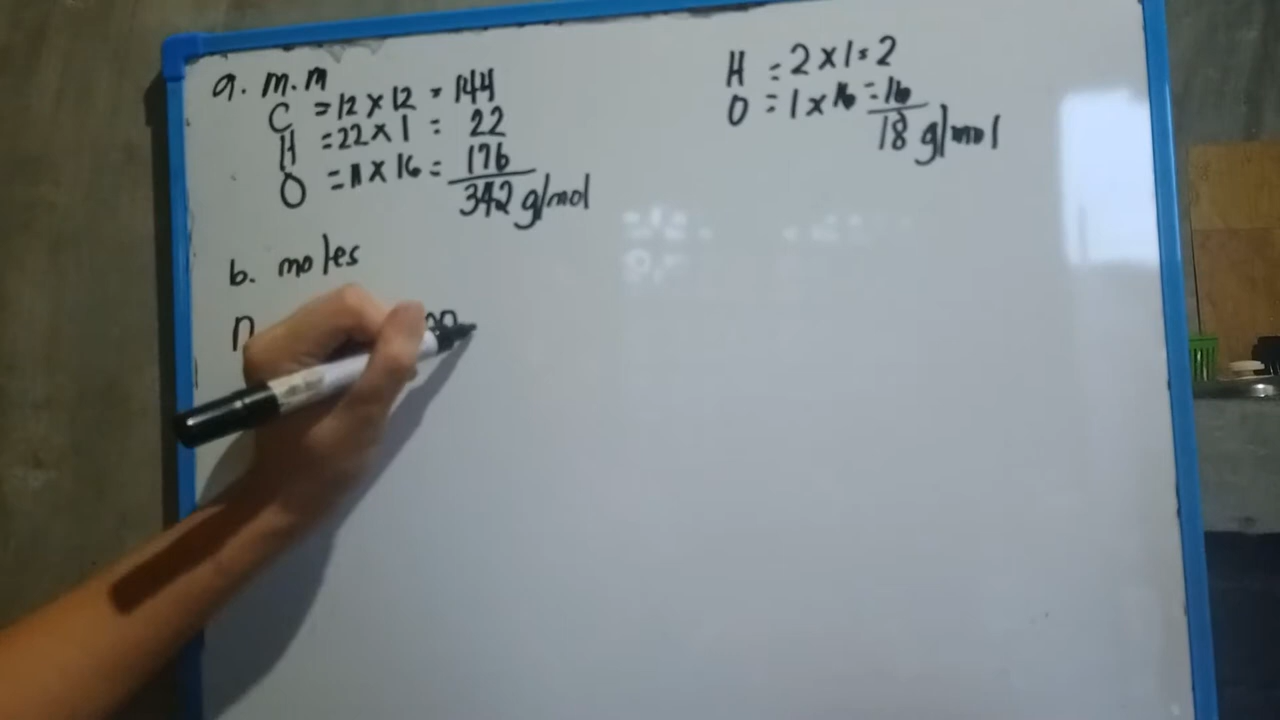 a. m.m
C = 12 x 12 = 144
H = 22 x 1 = 22
O = 11 x 16 = 176
342 g/mol
H = 2 x 1 = 2
O = 1 x 16 = 16
18 g/mol
b. moles
n